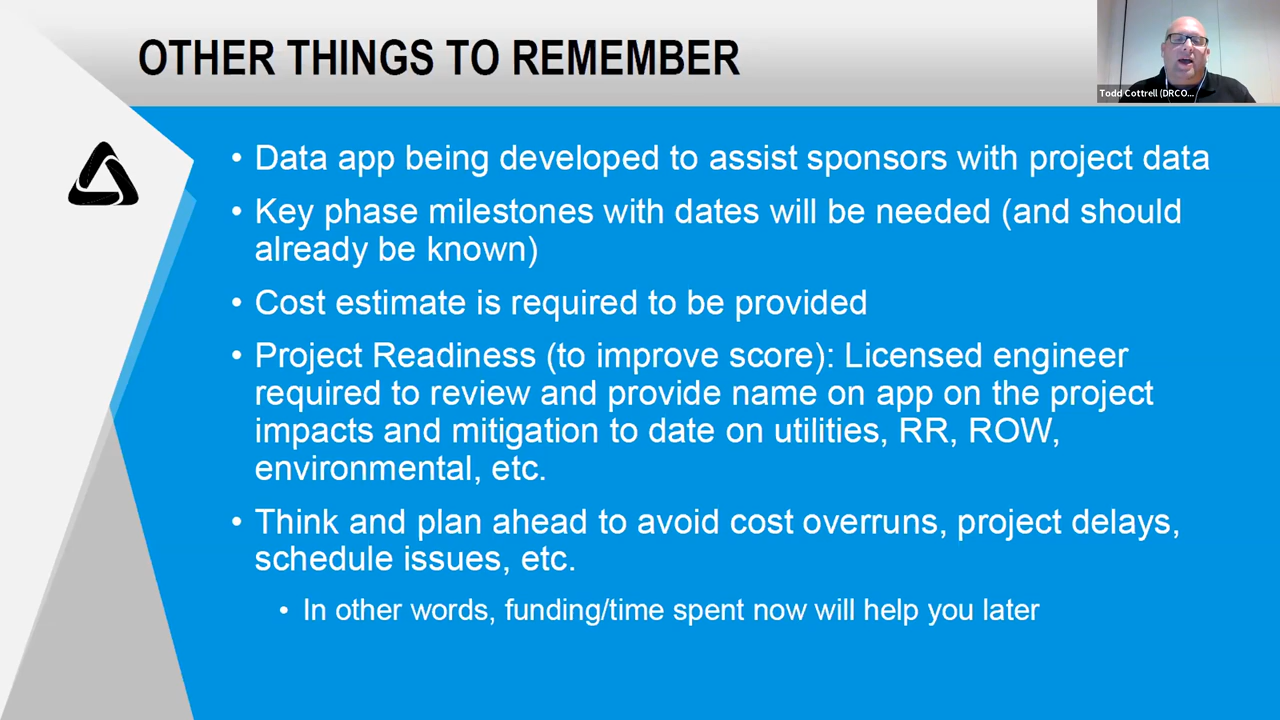 OTHER THINGS TO REMEMBER
Todd Cottrell (DRCO...
• Data app being developed to assist sponsors with project data
• Key phase milestones with dates will be needed (and should
already be known)
• Cost estimate is required to be provided
• Project Readiness (to improve score): Licensed engineer
required to review and provide name on app on the project
impacts and mitigation to date on utilities, RR, ROW,
environmental, etc.
• Think and plan ahead to avoid cost overruns, project delays,
schedule issues, etc.
• In other words, funding/time spent now will help you later